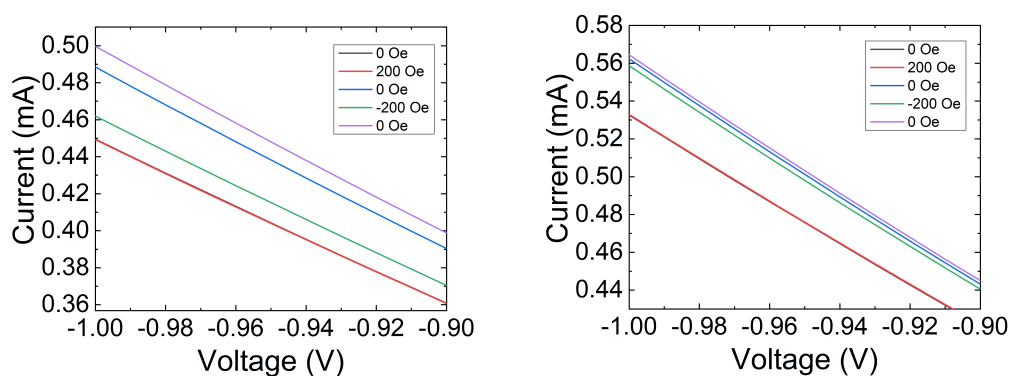 0.50
0.48
0.46
0.44
0.42
0.40
0.38
0.36
Current (mA)
-1.00 -0.98 -0.96 -0.94 -0.92 -0.90
Voltage (V)
0 Oe
200 Oe
0 Oe
-200 Oe
0 Oe
0.58
0.56
0.54
0.52
0.50
0.48
0.46
0.44
Current (mA)
-1.00 -0.98 -0.96 -0.94 -0.92 -0.90
Voltage (V)
0 Oe
200 Oe
0 Oe
-200 Oe
0 Oe